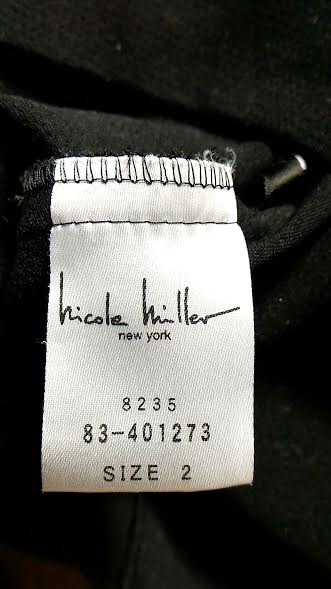 Nicole Miller
new york
8235
83-401273
SIZE 2